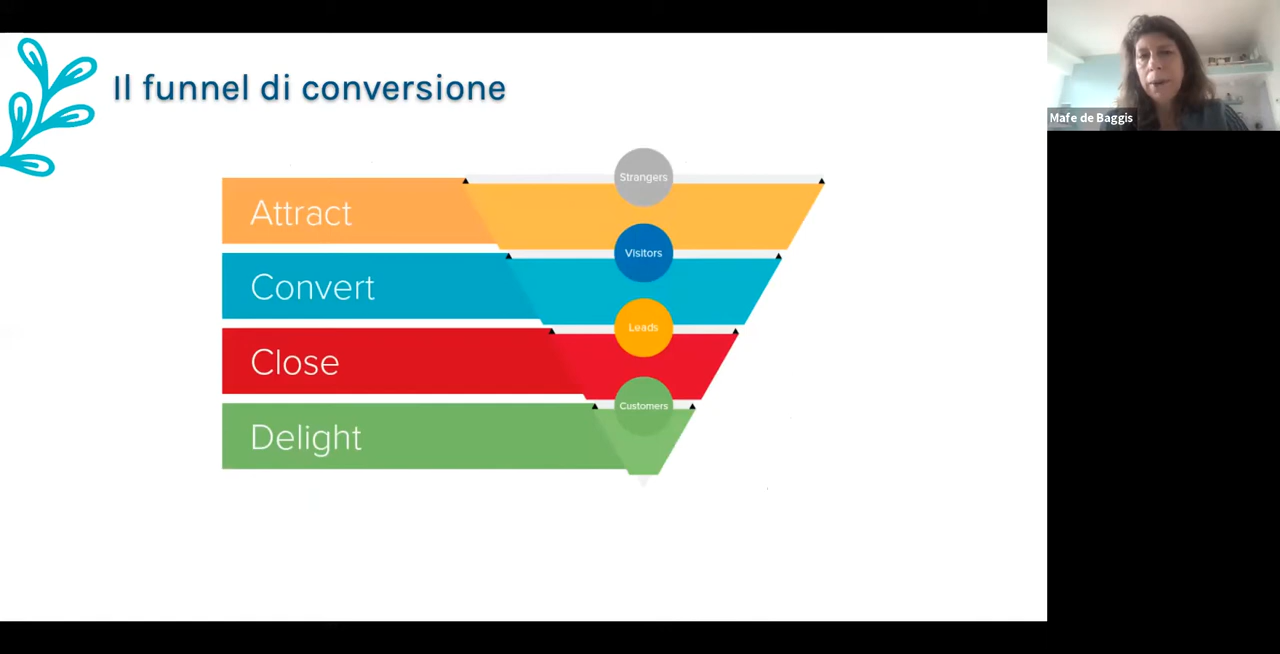 Il funnel di conversione
Mafe de Baggis
Strangers
Attract
Visitors
Convert
Leads
Close
Customers
Delight